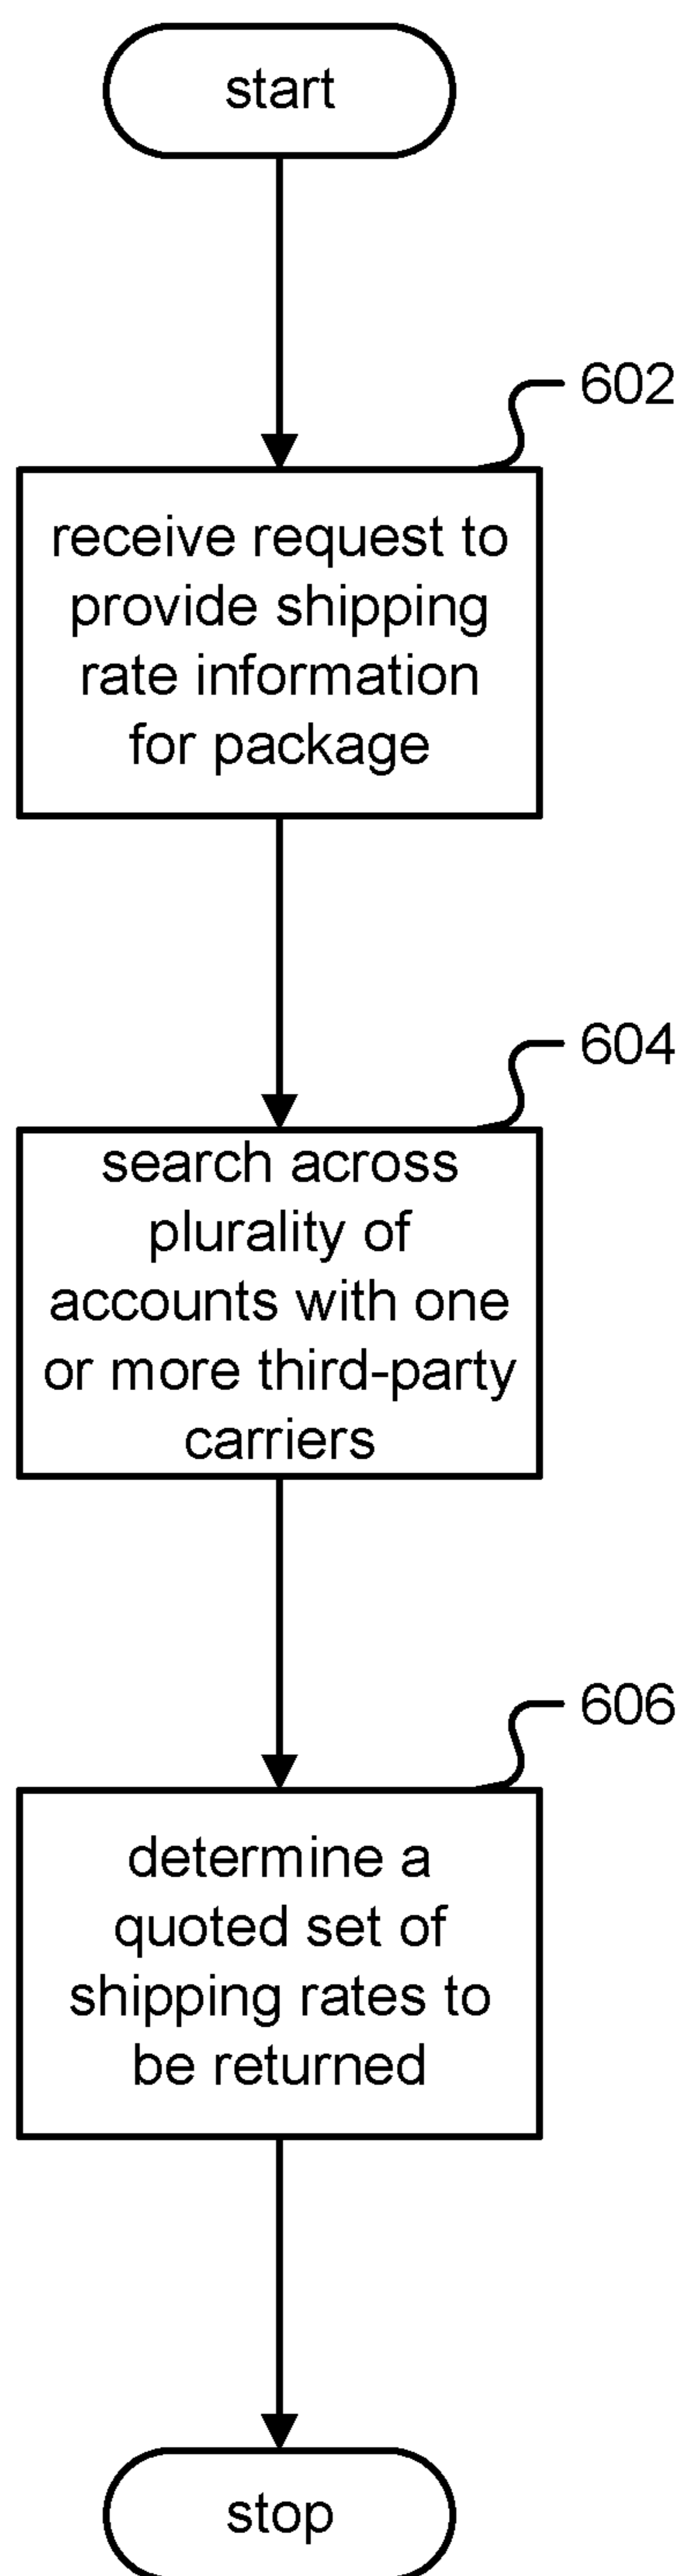 start
602
receive request to
provide shipping
rate information
for package
604
search across
plurality of
accounts with one
or more third-party
carriers
606
determine a
quoted set of
shipping rates to
be returned
stop